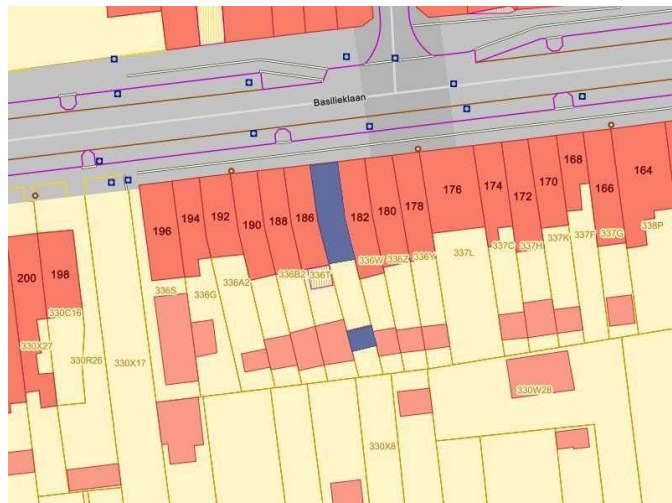 Basilieklaan
168
164
170
166
174
172
176
178
180
182
186
188
190
192
194
196
198
200
338P
337G
337F
337K
337H
337C
337L
336Y
336Z
336W
336T
336B2
336A2
336G
336S
330C16
330X27
330R26
330X17
330W28
330X8